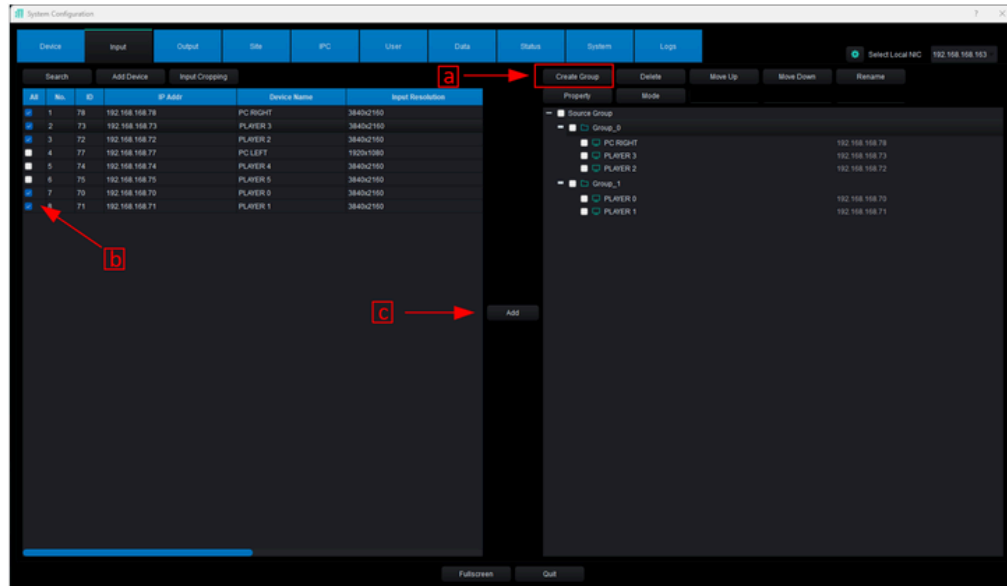 System Configuration ? ×
Device Input Output Site IPC User Data Status System Logs Select Local NIC 192.168.168.163
Search Add Device Input Cropping a Create Group Delete Move Up Move Down Rename
All No. ID IP Addr Device Name Input Resolution Property Mode
1 78 192.168.168.78 PC RIGHT 3840x2160
2 73 192.168.168.73 PLAYER 3 3840x2160
3 72 192.168.168.72 PLAYER 2 3840x2160
4 77 192.168.168.77 PC LEFT 1920x1080
5 74 192.168.168.74 PLAYER 4 3840x2160
6 75 192.168.168.75 PLAYER 5 3840x2160
7 70 192.168.168.70 PLAYER 0 3840x2160
8 71 192.168.168.71 PLAYER 1 3840x2160
Source Group
Group_0
PC RIGHT 192.168.168.78
PLAYER 3 192.168.168.73
PLAYER 2 192.168.168.72
Group_1
PLAYER 0 192.168.168.70
PLAYER 1 192.168.168.71
b
c Add
Fullscreen Quit